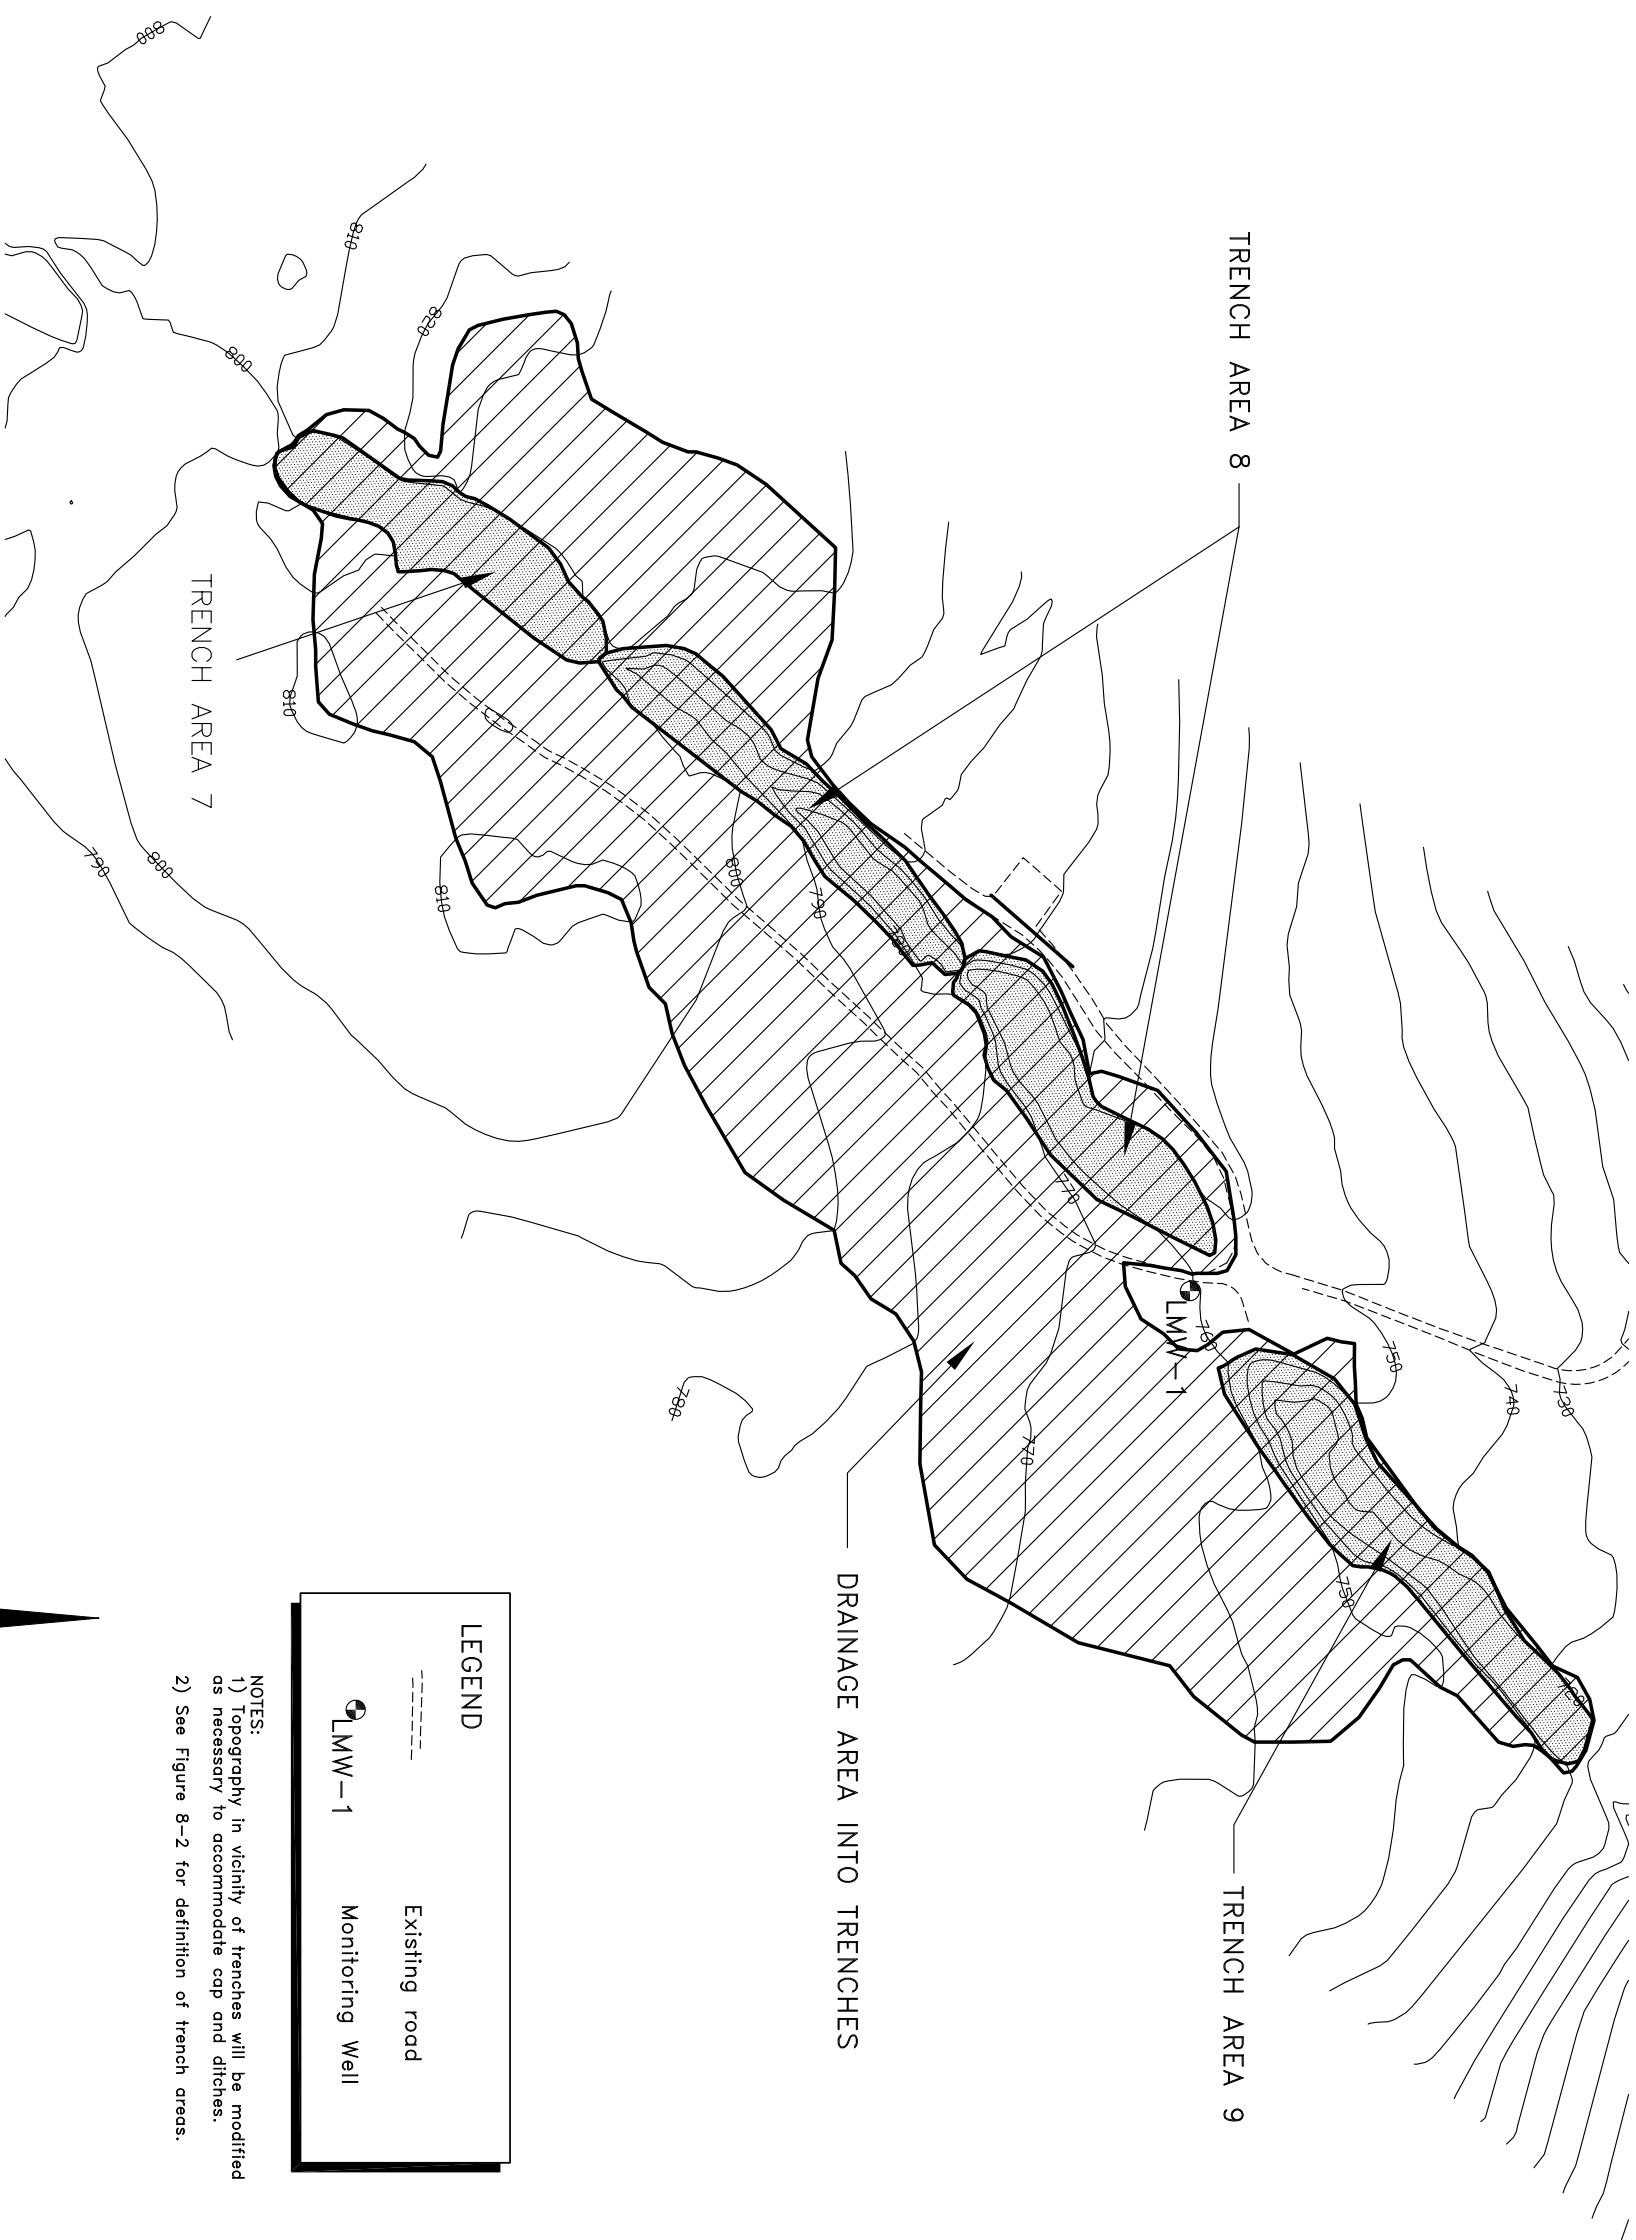 TRENCH AREA 8
TRENCH AREA 9
DRAINAGE AREA INTO TRENCHES
TRENCH AREA 7
LMW-1
800
810
820
800
810
790
800
810
800
790
780
770
760
750
740
730
780
770
750
LEGEND
Existing road
LMW-1
Monitoring Well
NOTES:
1) Topography in vicinity of trenches will be modified
as necessary to accommodate cap and ditches.
2) See Figure 8-2 for definition of trench areas.